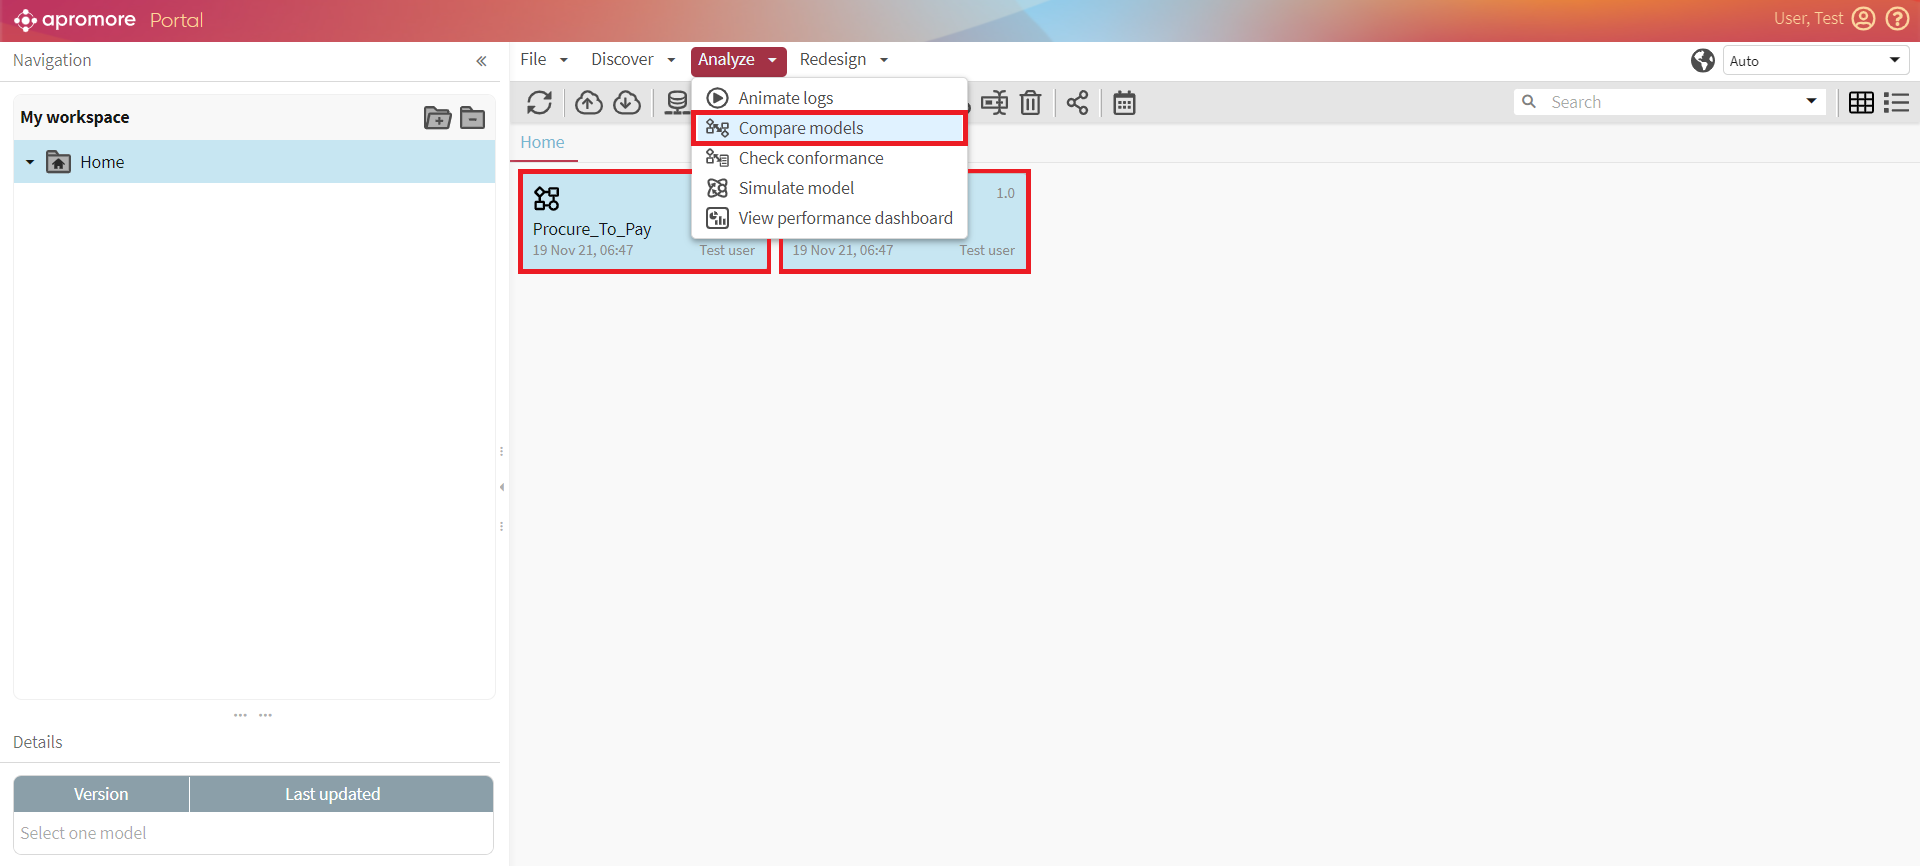 apromore Portal
User, Test
Navigation
File Discover Analyze Redesign
Auto
My workspace
Home
Animate logs
Compare models
Check conformance
Simulate model
View performance dashboard
Search
Home
1.0
Procure_To_Pay
19 Nov 21, 06:47 Test user
19 Nov 21, 06:47 Test user
Details
Version Last updated
Select one model